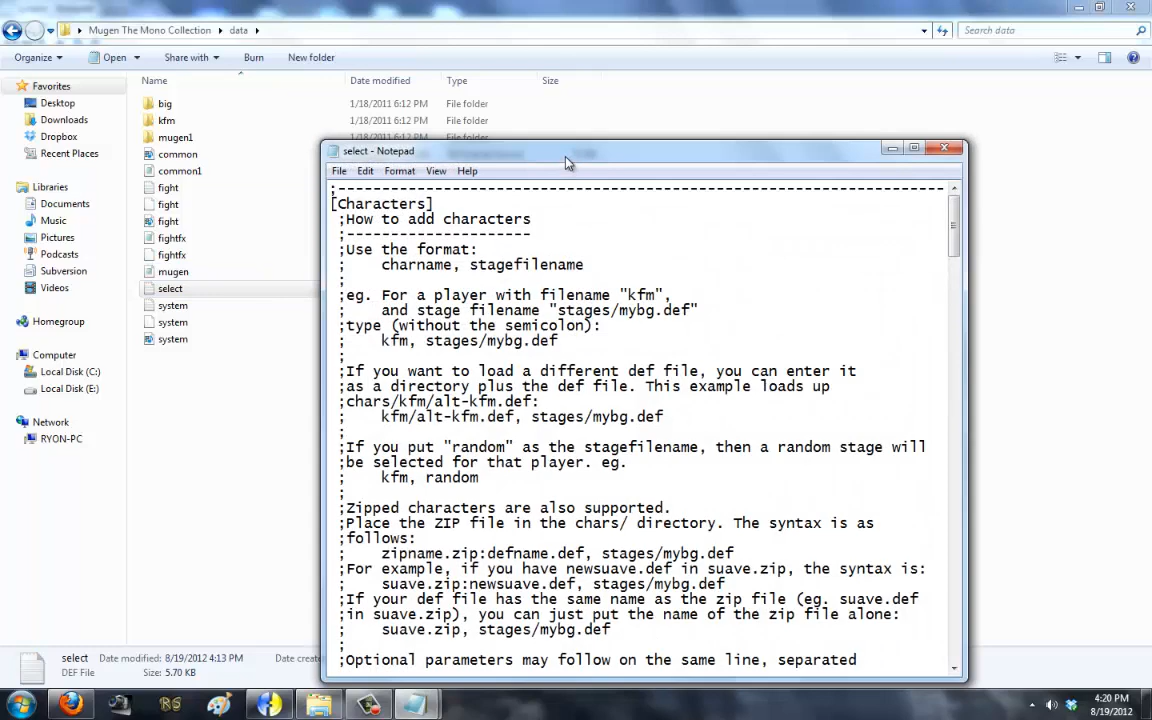 Mugen The Mono Collection
data
Search data
Organize
Open
Share with
Burn
New folder
Favorites
Desktop
Downloads
Dropbox
Recent Places
Libraries
Documents
Music
Pictures
Podcasts
Subversion
Videos
Homegroup
Computer
Local Disk (C:)
Local Disk (E:)
Network
RYON-PC
Name Date modified Type Size
big 1/18/2011 6:12 PM File folder
kfm 1/18/2011 6:12 PM File folder
mugen1 1/18/2011 6:12 PM File folder
common
common1
fight
fight
fight
fightfx
fightfx
mugen
select
system
system
system
select - Notepad
File Edit Format View Help
;---------------------------------------------------------------------
[Characters]
;How to add characters
;---------------------
;Use the format:
; charname, stagefilename
;
;eg. For a player with filename "kfm",
; and stage filename "stages/mybg.def"
;type (without the semicolon):
; kfm, stages/mybg.def
;
;If you want to load a different def file, you can enter it
;as a directory plus the def file. This example loads up
;chars/kfm/alt-kfm.def:
; kfm/alt-kfm.def, stages/mybg.def
;
;If you put "random" as the stagefilename, then a random stage will
;be selected for that player. eg.
; kfm, random
;
;Zipped characters are also supported.
;Place the ZIP file in the chars/ directory. The syntax is as
;follows:
; zipname.zip:defname.def, stages/mybg.def
;For example, if you have newsuave.def in suave.zip, the syntax is:
; suave.zip:newsuave.def, stages/mybg.def
;If your def file has the same name as the zip file (eg. suave.def
;in suave.zip), you can just put the name of the zip file alone:
; suave.zip, stages/mybg.def
;
;Optional parameters may follow on the same line, separated
select Date modified: 8/19/2012 4:13 PM
DEF File Size: 5.70 KB
RS
4:20 PM
8/19/2012